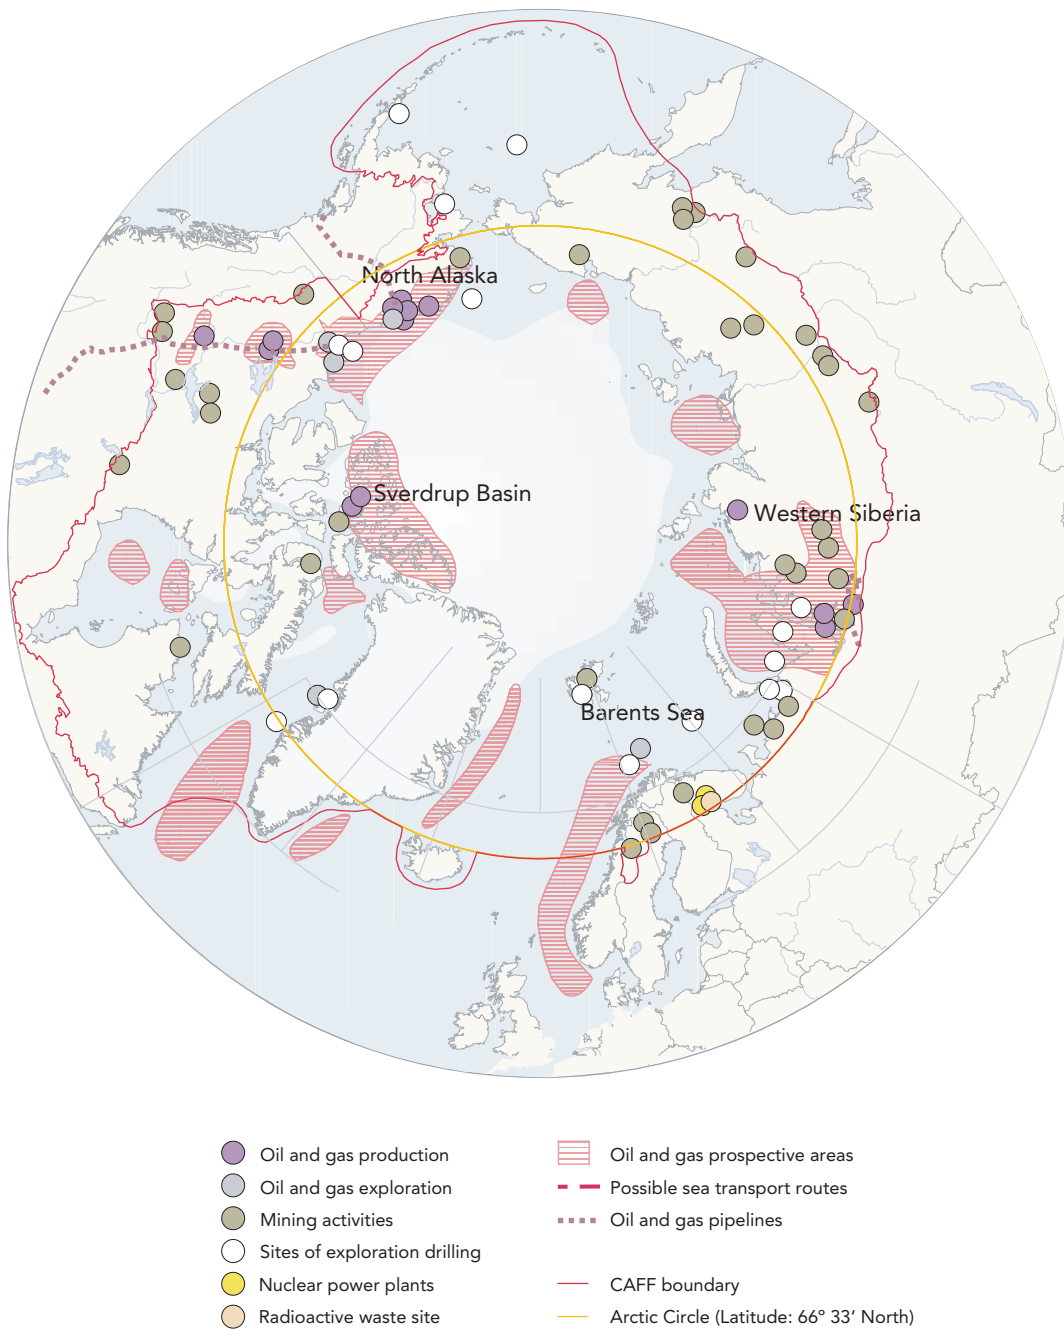 North Alaska
Sverdrup Basin
Western Siberia
Barents Sea
Oil and gas production
Oil and gas exploration
Mining activities
Sites of exploration drilling
Nuclear power plants
Radioactive waste site
Oil and gas prospective areas
Possible sea transport routes
Oil and gas pipelines
CAFF boundary
Arctic Circle (Latitude: 66º 33’ North)